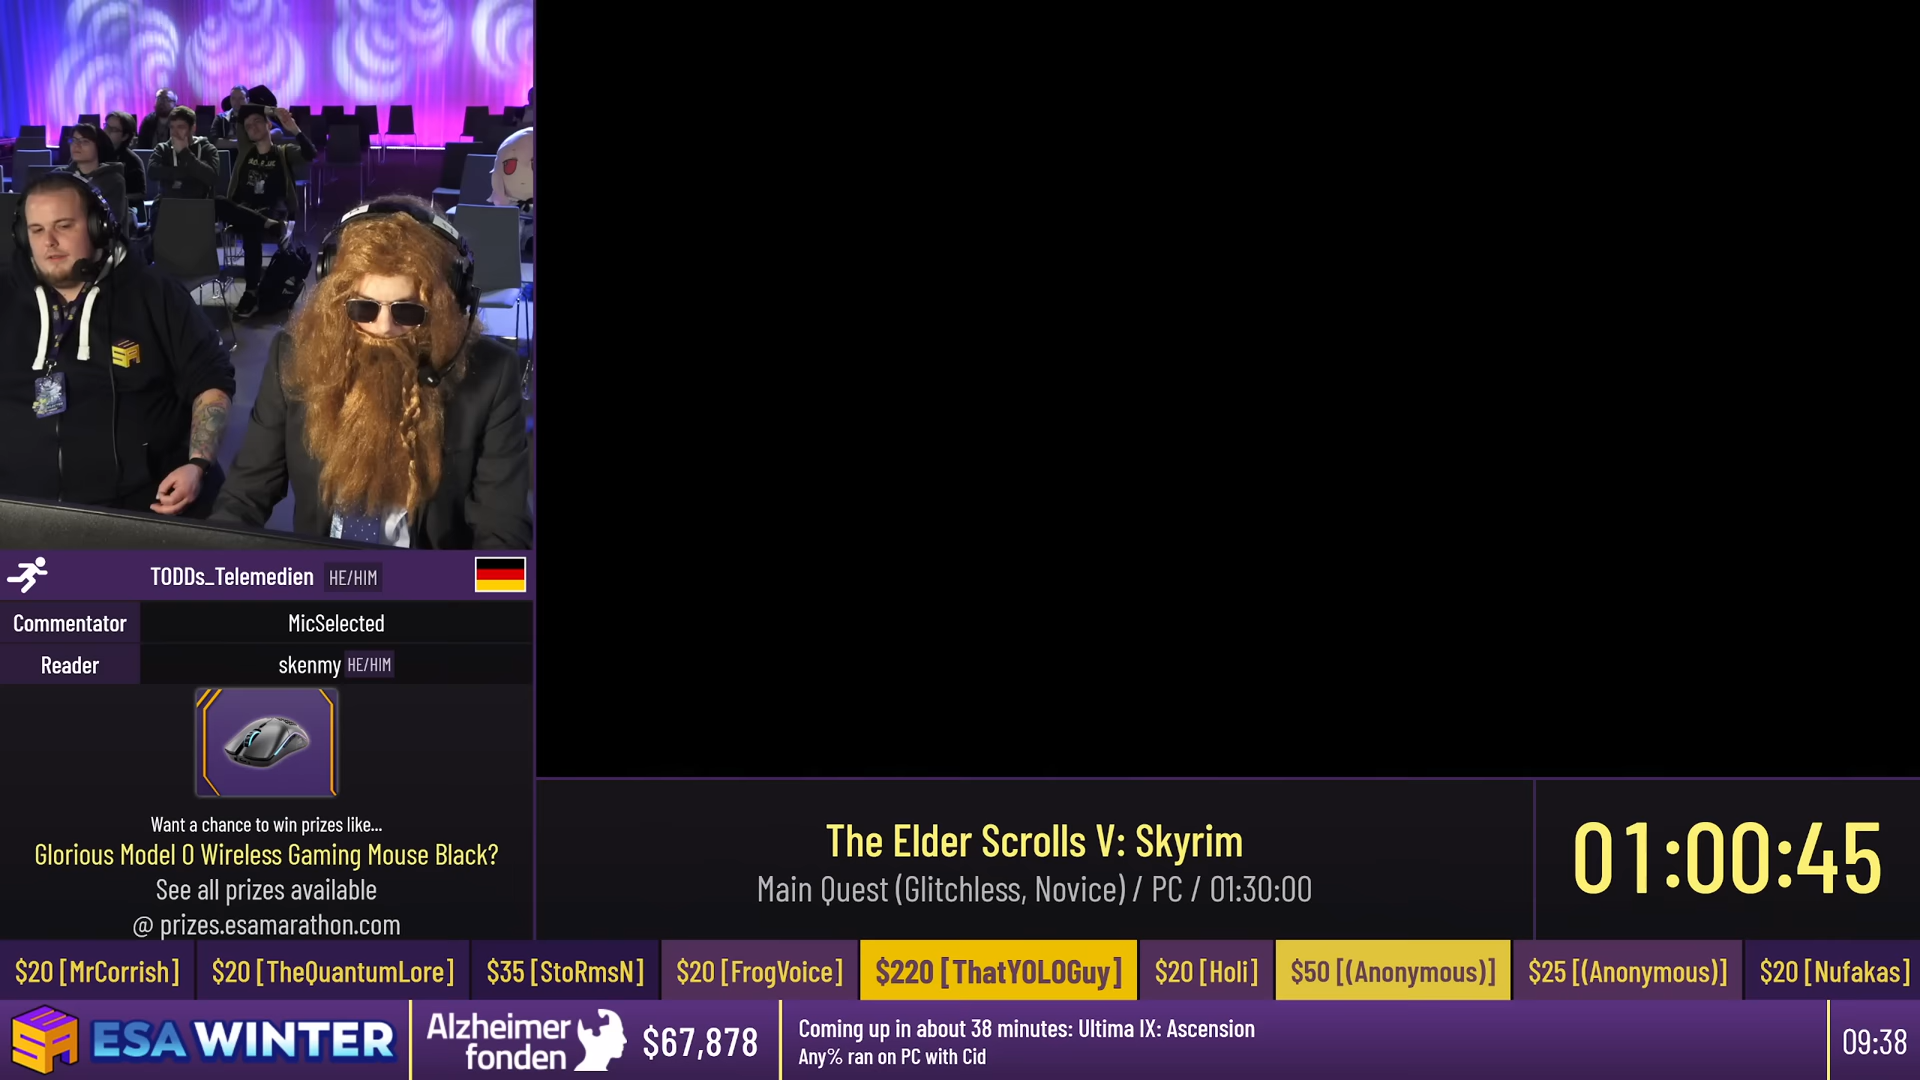 TODDs_Telemedien HE/HIM
Commentator MicSelected
Reader skenmy HE/HIM
Want a chance to win prizes like...
Glorious Model O Wireless Gaming Mouse Black?
See all prizes available
@ prizes.esamarathon.com
The Elder Scrolls V: Skyrim
Main Quest (Glitchless, Novice) / PC / 01:30:00
01:00:45
$20 [MrCorrish] $20 [TheQuantumLore] $35 [StoRmsN] $20 [FrogVoice] $220 [ThatYOLOGuy] $20 [Holi] $50 [(Anonymous)] $25 [(Anonymous)] $20 [Nufakas]
ESA WINTER
Alzheimer
fonden
$67,878
Coming up in about 38 minutes: Ultima IX: Ascension
Any% ran on PC with Cid
09:38